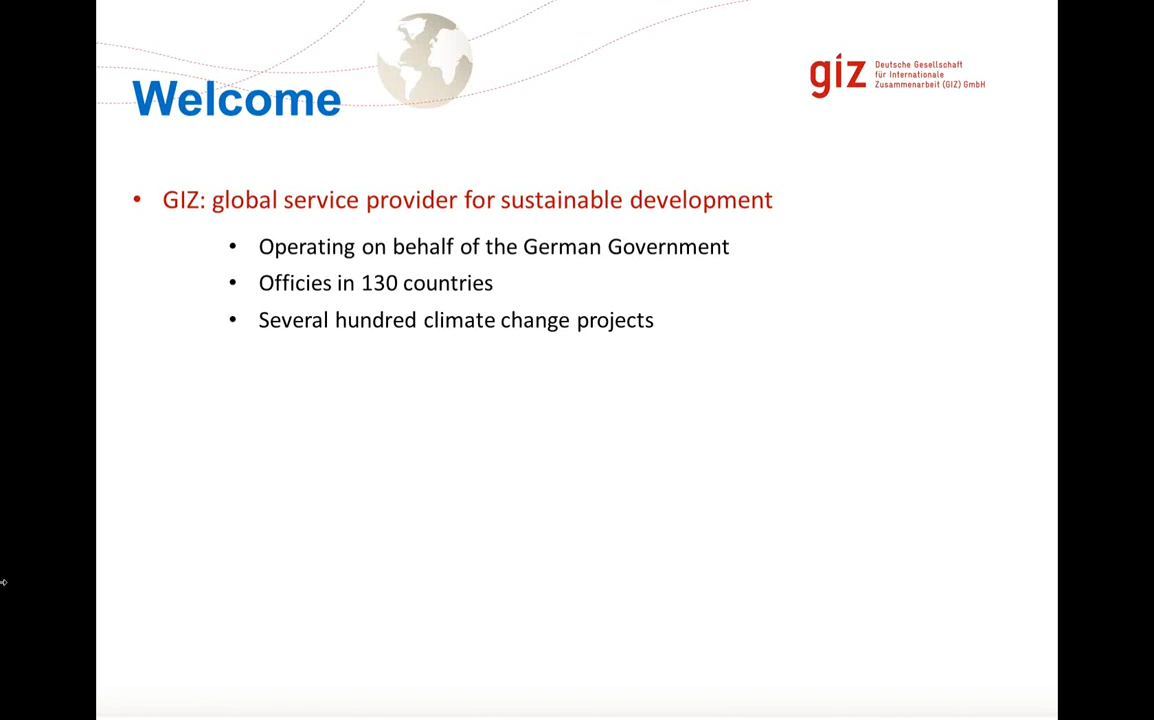 Welcome
giz
Deutsche Gesellschaft
für Internationale
Zusammenarbeit (GIZ) GmbH
• GIZ: global service provider for sustainable development
• Operating on behalf of the German Government
• Officies in 130 countries
• Several hundred climate change projects